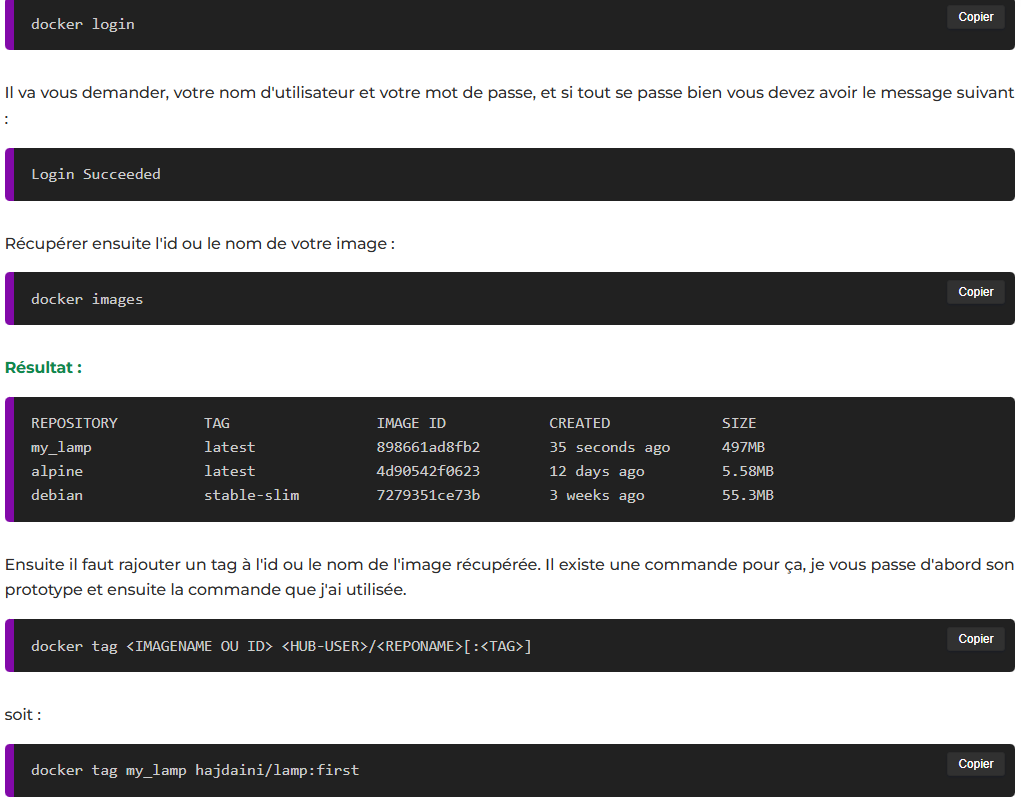 docker login
Copier
Il va vous demander, votre nom d'utilisateur et votre mot de passe, et si tout se passe bien vous devez avoir le message suivant
:
Login Succeeded
Récupérer ensuite l'id ou le nom de votre image :
docker images
Copier
Résultat :
REPOSITORY TAG IMAGE ID CREATED SIZE
my_lamp latest 898661ad8fb2 35 seconds ago 497MB
alpine latest 4d90542f0623 12 days ago 5.58MB
debian stable-slim 7279351ce73b 3 weeks ago 55.3MB
Ensuite il faut rajouter un tag à l'id ou le nom de l'image récupérée. Il existe une commande pour ça, je vous passe d'abord son
prototype et ensuite la commande que j'ai utilisée.
docker tag <IMAGENAME OU ID> <HUB-USER>/<REPONAME>[:<TAG>]
Copier
soit :
docker tag my_lamp hajdaini/lamp:first
Copier